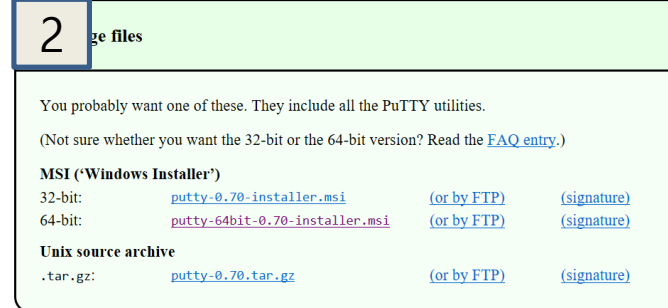 2
ge files
You probably want one of these. They include all the PuTTY utilities.
(Not sure whether you want the 32-bit or the 64-bit version? Read the FAQ entry.)
MSI (‘Windows Installer’)
32-bit: putty-0.70-installer.msi (or by FTP) (signature)
64-bit: putty-64bit-0.70-installer.msi (or by FTP) (signature)
Unix source archive
.tar.gz: putty-0.70.tar.gz (or by FTP) (signature)